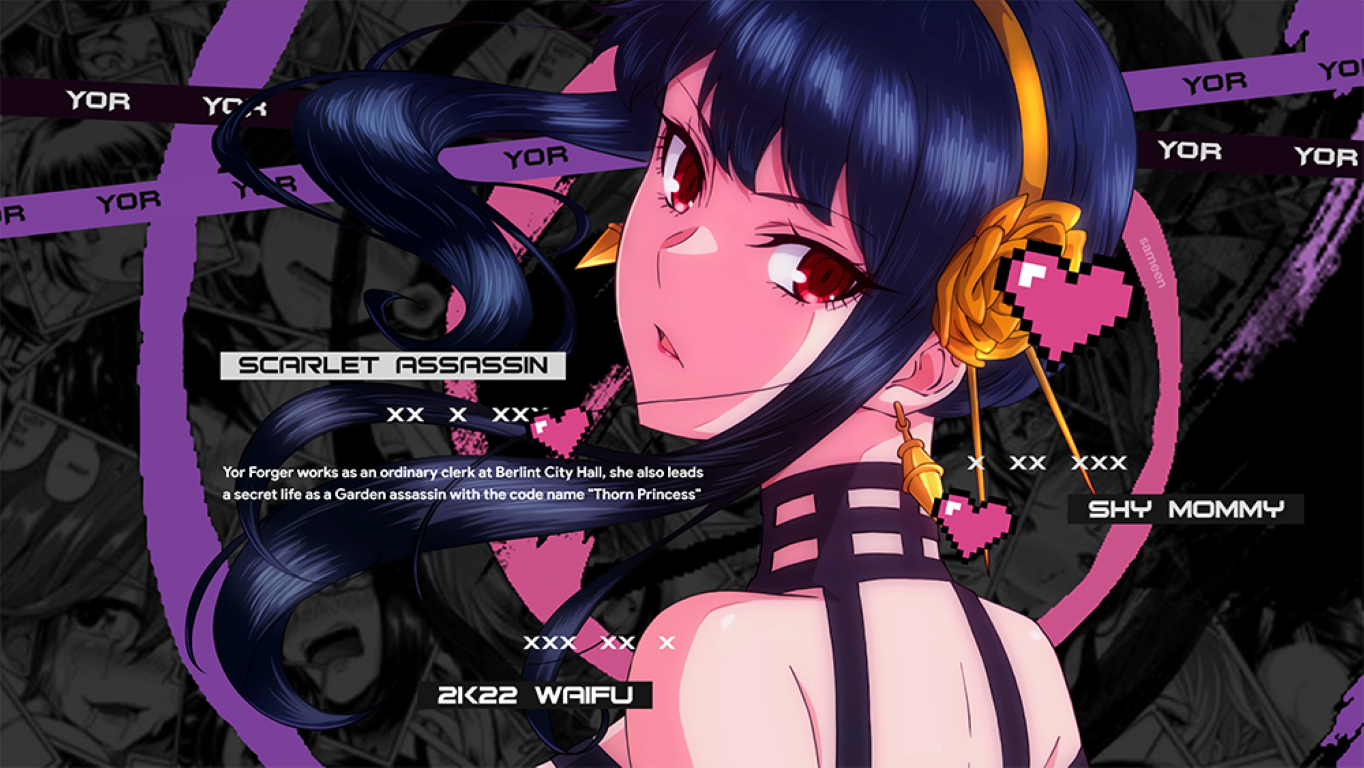 YOR YOR
YOR YOR
YOR
YOR YOR
YOR YOR
sameen
SCARLET ASSASSIN
XX X XXX
Yor Forger works as an ordinary clerk at Berlint City Hall, she also leads
a secret life as a Garden assassin with the code name "Thorn Princess"
X XX XXX
SHY MOMMY
XXX XX X
2K22 WAIFU